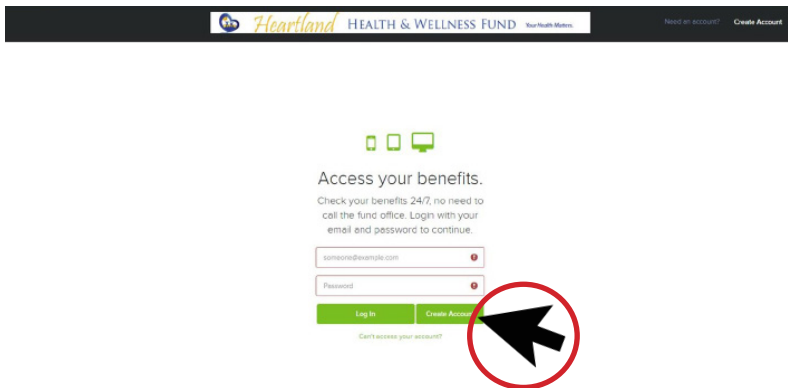 Heartland HEALTH & WELLNESS FUND Your Health Matters.
Need an account? Create Account
Access your benefits.
Check your benefits 24/7, no need to
call the fund office. Login with your
email and password to continue.
someone@example.com
Password
Log In Create Account
Can't access your account?